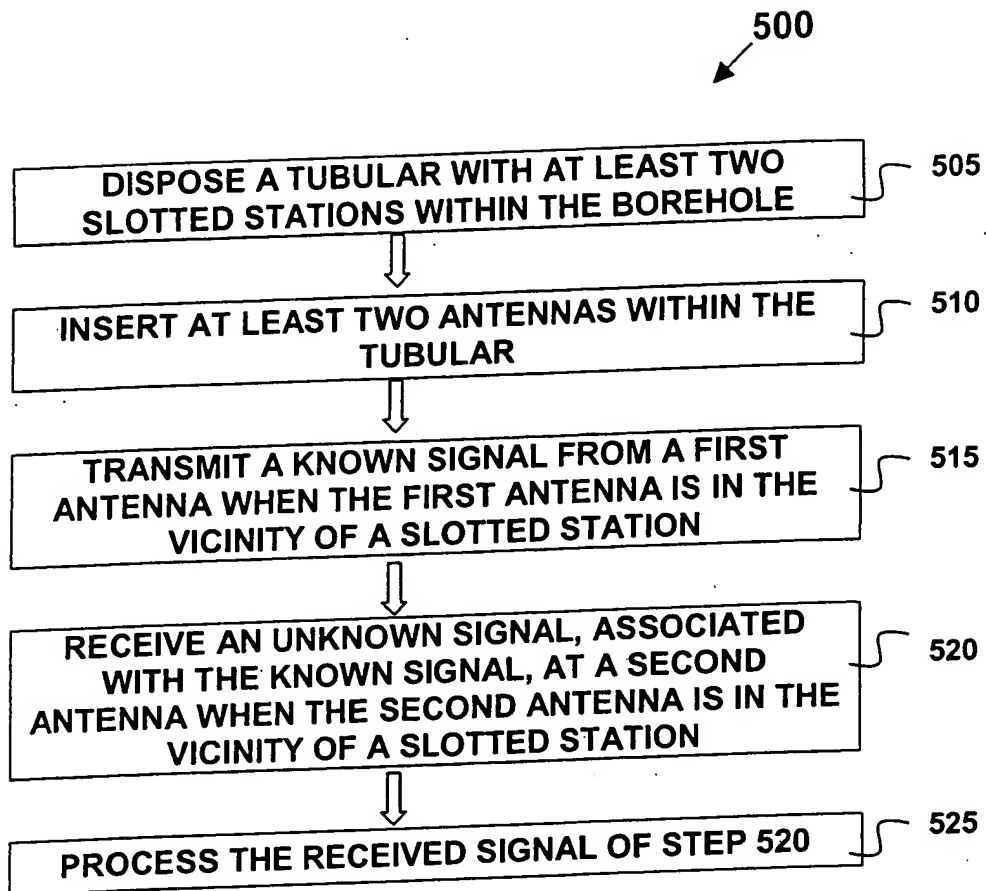 500
DISPOSE A TUBULAR WITH AT LEAST TWO
SLOTTED STATIONS WITHIN THE BOREHOLE
505
INSERT AT LEAST TWO ANTENNAS WITHIN THE
TUBULAR
510
TRANSMIT A KNOWN SIGNAL FROM A FIRST
ANTENNA WHEN THE FIRST ANTENNA IS IN THE
VICINITY OF A SLOTTED STATION
515
RECEIVE AN UNKNOWN SIGNAL, ASSOCIATED
WITH THE KNOWN SIGNAL, AT A SECOND
ANTENNA WHEN THE SECOND ANTENNA IS IN THE
VICINITY OF A SLOTTED STATION
520
PROCESS THE RECEIVED SIGNAL OF STEP 520
525